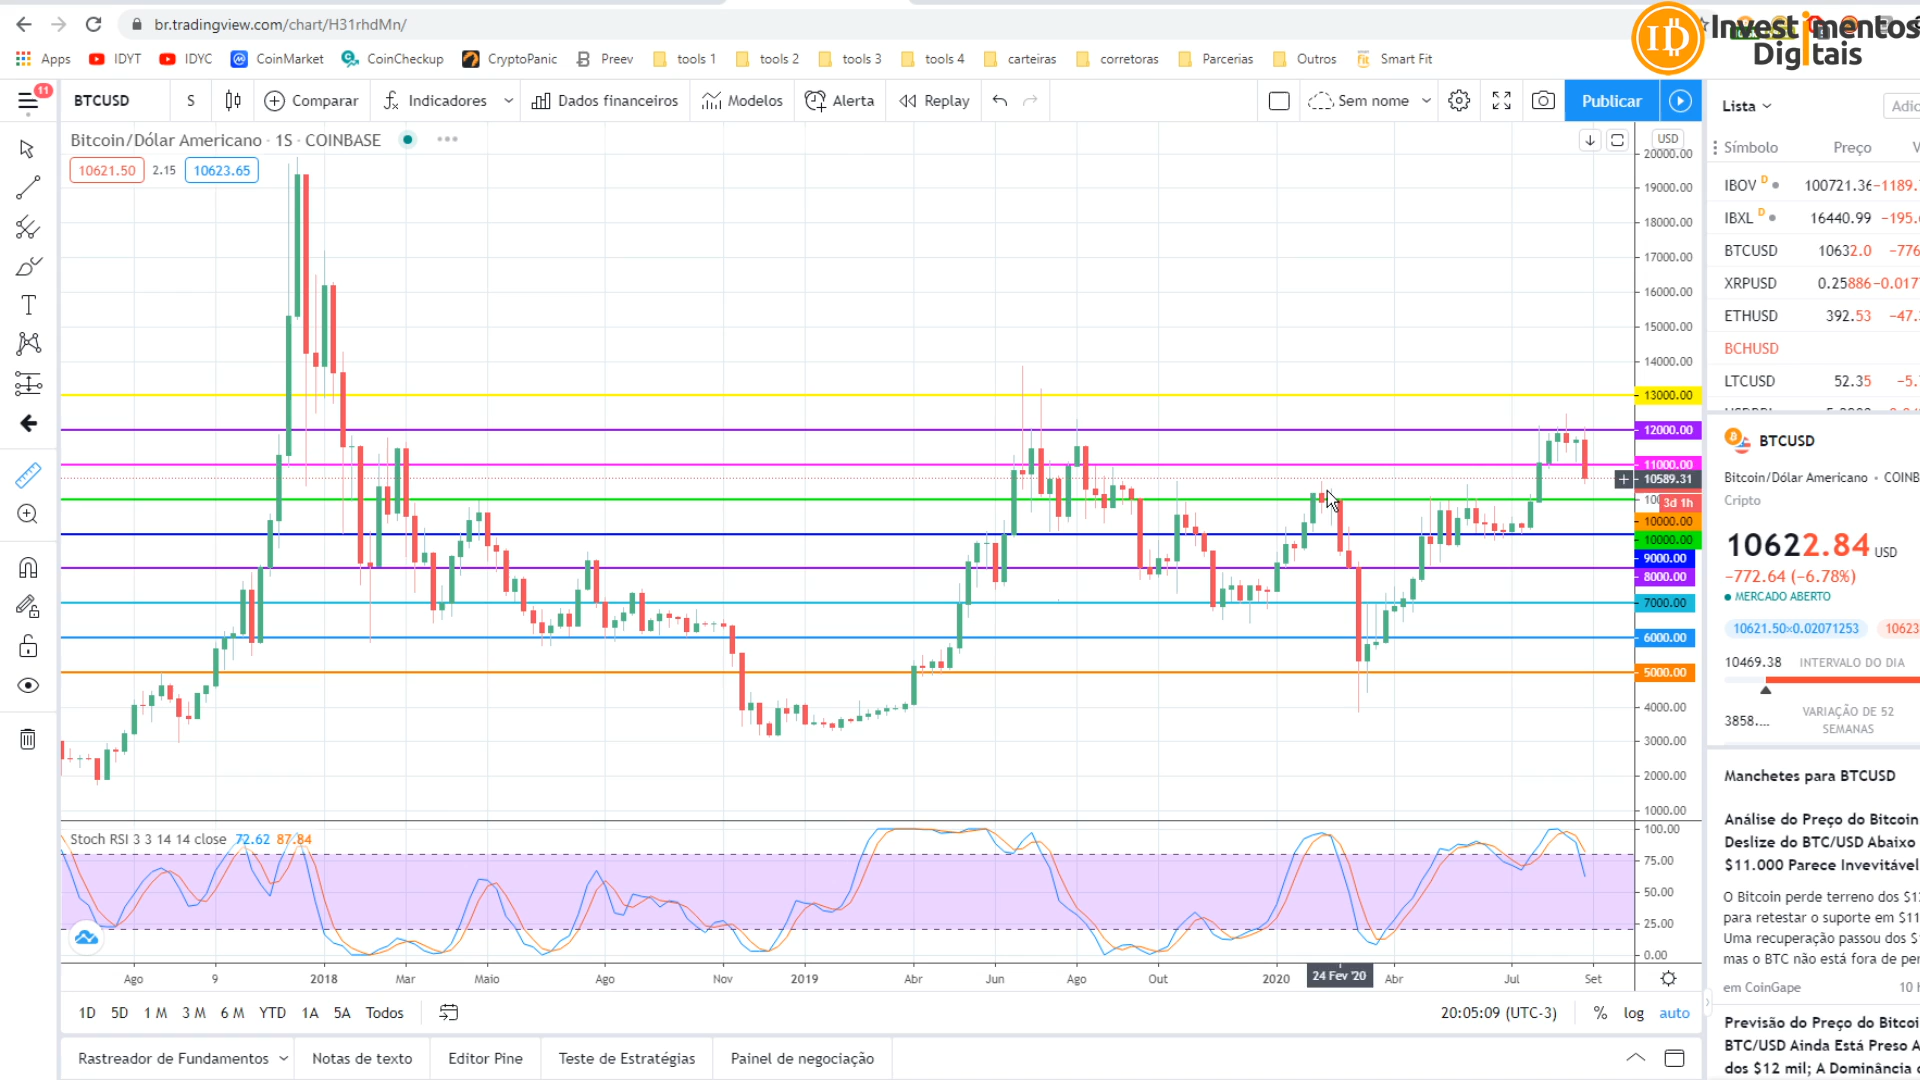 br.tradingview.com/chart/H31rhdMn/
Investimentos
Digitais
Apps IDYT IDYC CoinMarket CoinCheckup CryptoPanic Preev tools 1 tools 2 tools 3 tools 4 carteiras corretoras Parcerias Outros Smart Fit
11
BTCUSD S Comparar Indicadores Dados financeiros Modelos Alerta Replay Sem nome Publicar
Lista
Bitcoin/Dólar Americano · 1S · COINBASE
USD
Símbolo Preço
10621.50 2.15 10623.65
20000.00
19000.00
18000.00
17000.00
16000.00
15000.00
14000.00
13000.00
12000.00
11000.00
10589.31
3d 1h
10000.00
10000.00
9000.00
8000.00
7000.00
6000.00
5000.00
4000.00
3000.00
2000.00
1000.00
IBOV D 100721.36 −1189.
IBXL D 16440.99 −195.
BTCUSD 10632.0 −776
XRPUSD 0.25886 −0.017
ETHUSD 392.53 −47.
BCHUSD
LTCUSD 52.35 −5.
BTCUSD
Bitcoin/Dólar Americano • COINB
Cripto
10622.84 USD
−772.64 (−6.78%)
MERCADO ABERTO
10621.50×0.02071253 10623
10469.38 INTERVALO DO DIA
3858.... VARIAÇÃO DE 52
SEMANAS
Manchetes para BTCUSD
Análise do Preço do Bitcoin
Deslize do BTC/USD Abaixo
$11.000 Parece Inevitável
O Bitcoin perde terreno dos $1
para retestar o suporte em $11
Uma recuperação passou dos $
mas o BTC não está fora de per
em CoinGape 10 h
Previsão do Preço do Bitcoi
BTC/USD Ainda Está Preso A
dos $12 mil; A Dominância
Stoch RSI 3 3 14 14 close 72.62 87.84
100.00
75.00
50.00
25.00
0.00
Ago 9 2018 Mar Maio Ago Nov 2019 Abr Jun Ago Out 2020 24 Fev '20 Abr Jul Set
1D 5D 1 M 3 M 6 M YTD 1A 5A Todos 20:05:09 (UTC-3) % log auto
Rastreador de Fundamentos Notas de texto Editor Pine Teste de Estratégias Painel de negociação